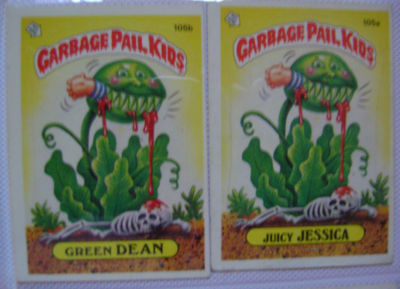 105b
GARBAGE PAIL KIDS
GREEN DEAN
105a
GARBAGE PAIL KIDS
JUICY JESSICA